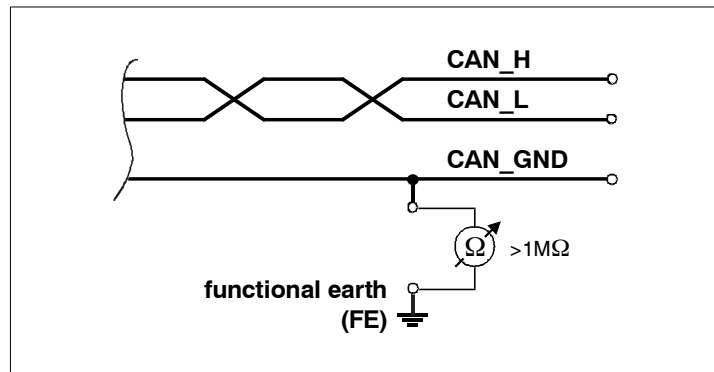 CAN_H
CAN_L
CAN_GND
Ω >1MΩ
functional earth
(FE)